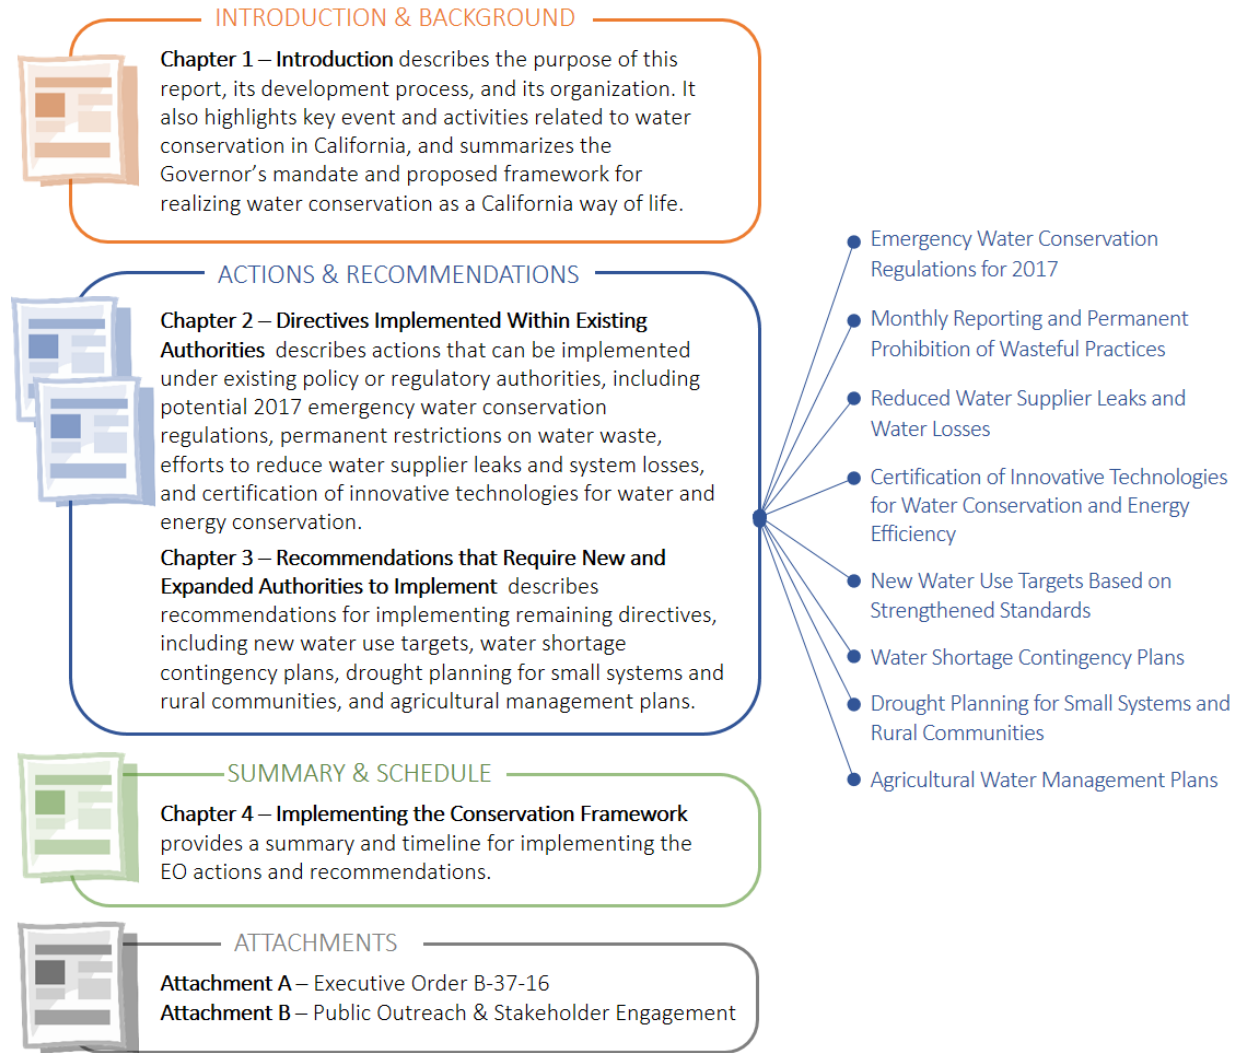 INTRODUCTION & BACKGROUND
Chapter 1 – Introduction describes the purpose of this
report, its development process, and its organization. It
also highlights key event and activities related to water
conservation in California, and summarizes the
Governor’s mandate and proposed framework for
realizing water conservation as a California way of life.
ACTIONS & RECOMMENDATIONS
Chapter 2 – Directives Implemented Within Existing
Authorities describes actions that can be implemented
under existing policy or regulatory authorities, including
potential 2017 emergency water conservation
regulations, permanent restrictions on water waste,
efforts to reduce water supplier leaks and system losses,
and certification of innovative technologies for water and
energy conservation.
Chapter 3 – Recommendations that Require New and
Expanded Authorities to Implement describes
recommendations for implementing remaining directives,
including new water use targets, water shortage
contingency plans, drought planning for small systems and
rural communities, and agricultural management plans.
Emergency Water Conservation
Regulations for 2017
Monthly Reporting and Permanent
Prohibition of Wasteful Practices
Reduced Water Supplier Leaks and
Water Losses
Certification of Innovative Technologies
for Water Conservation and Energy
Efficiency
New Water Use Targets Based on
Strengthened Standards
Water Shortage Contingency Plans
Drought Planning for Small Systems and
Rural Communities
Agricultural Water Management Plans
SUMMARY & SCHEDULE
Chapter 4 – Implementing the Conservation Framework
provides a summary and timeline for implementing the
EO actions and recommendations.
ATTACHMENTS
Attachment A – Executive Order B-37-16
Attachment B – Public Outreach & Stakeholder Engagement